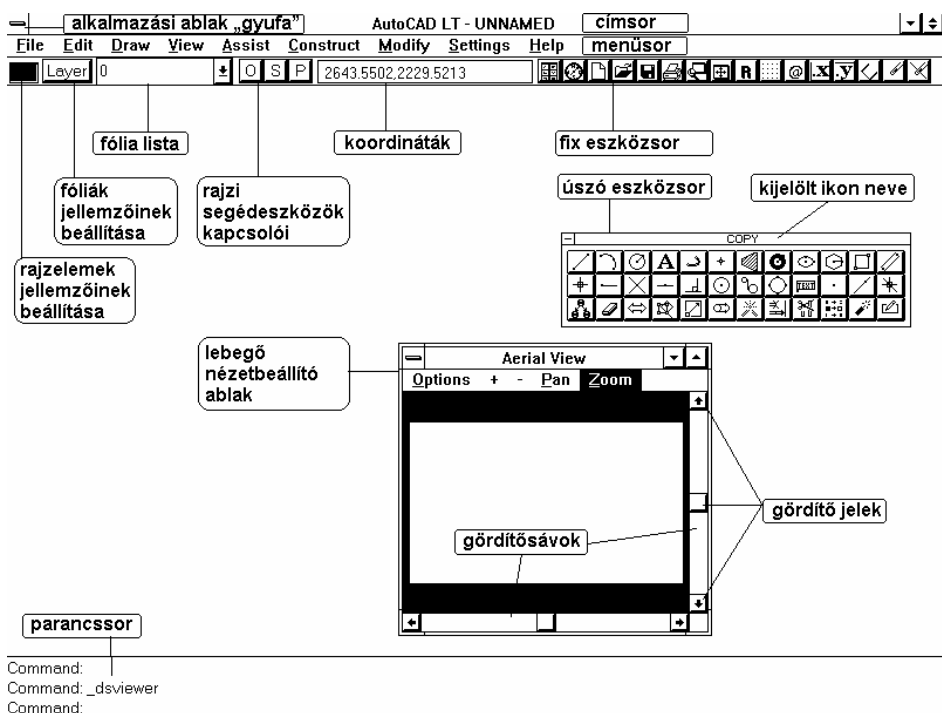 alkalmazási ablak „gyufa” AutoCAD LT - UNNAMED címsor
File Edit Draw View Assist Construct Modify Settings Help menüsor
Layer 0 O S P 2643.5502,2229.5213 R @ .X .y
fólia lista koordináták fix eszközsor
fóliák
jellemzőinek
beállítása
rajzi
segédeszközök
kapcsolói
úszó eszközsor kijelölt ikon neve
COPY
A
TEXT
rajzelemek
jellemzőinek
beállítása
lebegő
nézetbeállító
ablak
Aerial View
Options + - Pan Zoom
gördítő jelek
gördítősávok
parancssor
Command:
Command: _dsviewer
Command: